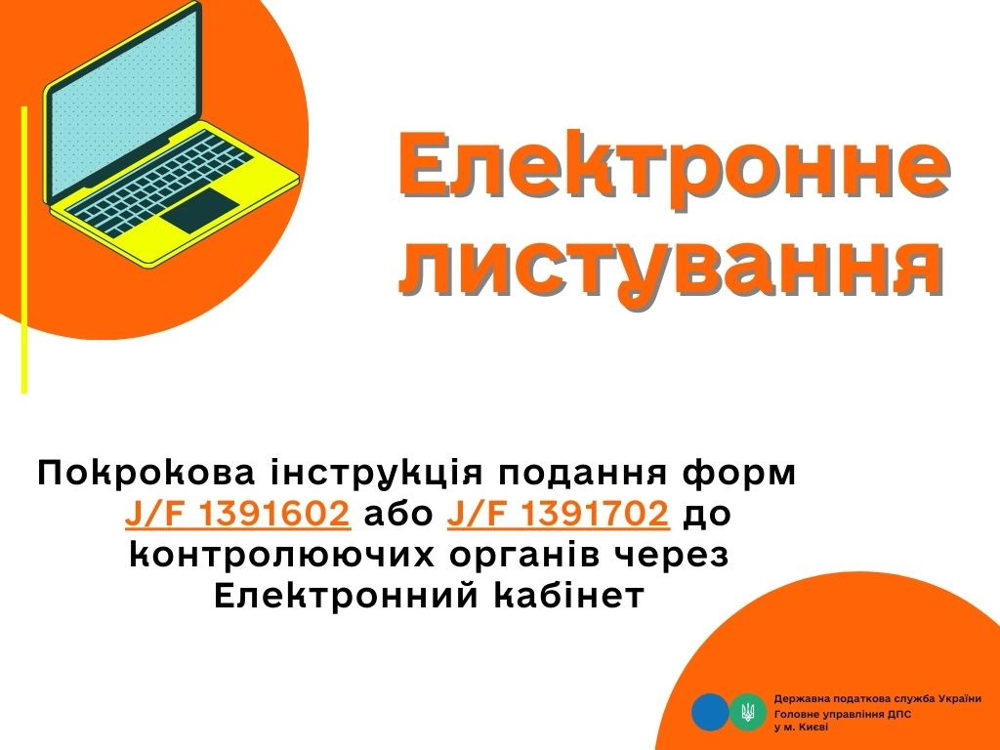 Електронне
листування
Покрокова інструкція подання форм
J/F 1391602 або J/F 1391702 до
контролюючих органів через
Електронний кабінет
Державна податкова служба України
Головне управління ДПС
у м. Києві